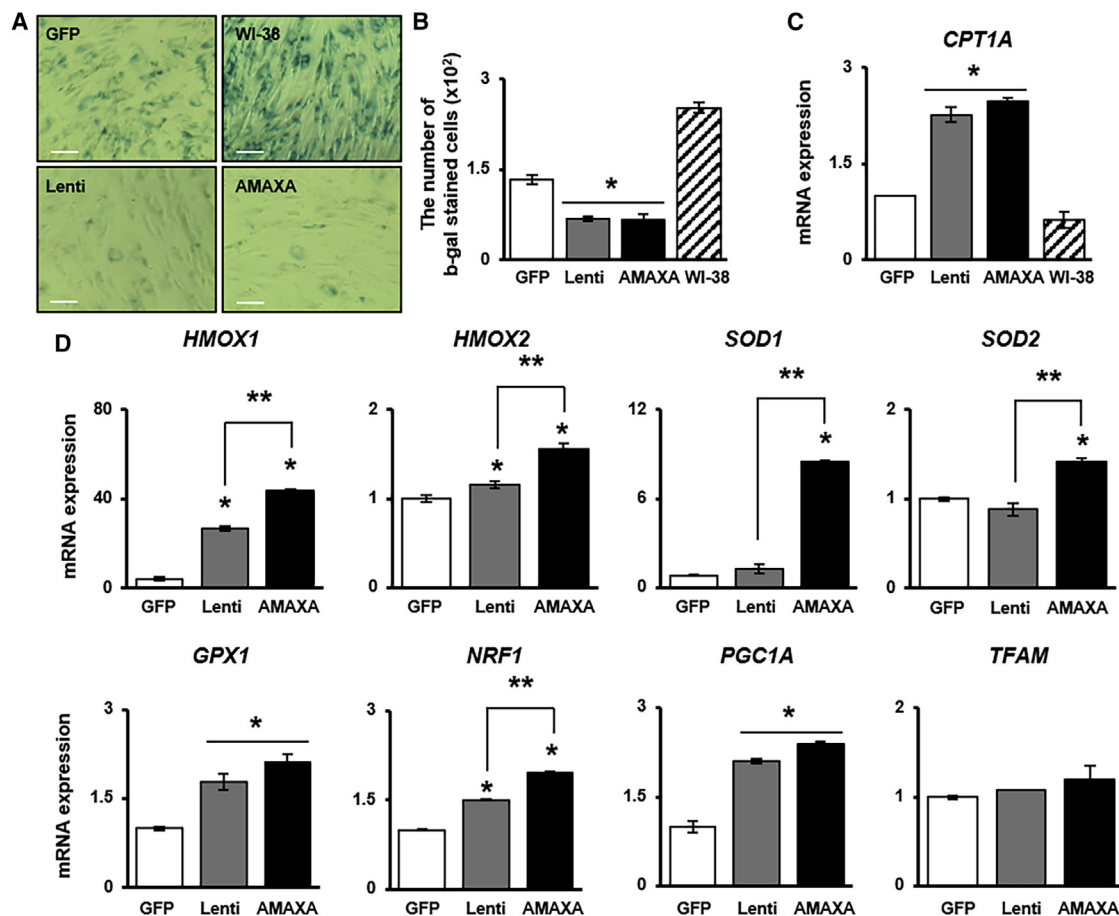 A
GFP
WI-38
Lenti
AMAXA
B
The number of
b-gal stained cells (x10²)
3
1.5
0
*
GFP
Lenti
AMAXA
WI-38
C
CPT1A
mRNA expression
3
1.5
0
*
GFP
Lenti
AMAXA
WI-38
D
HMOX1
mRNA expression
80
40
0
**
*
*
GFP
Lenti
AMAXA
HMOX2
2
1
0
**
*
*
GFP
Lenti
AMAXA
SOD1
12
6
0
**
*
GFP
Lenti
AMAXA
SOD2
2
1
0
**
*
GFP
Lenti
AMAXA
GPX1
mRNA expression
3
1.5
0
*
GFP
Lenti
AMAXA
NRF1
3
1.5
0
**
*
*
GFP
Lenti
AMAXA
PGC1A
3
1.5
0
*
GFP
Lenti
AMAXA
TFAM
2
1
0
GFP
Lenti
AMAXA